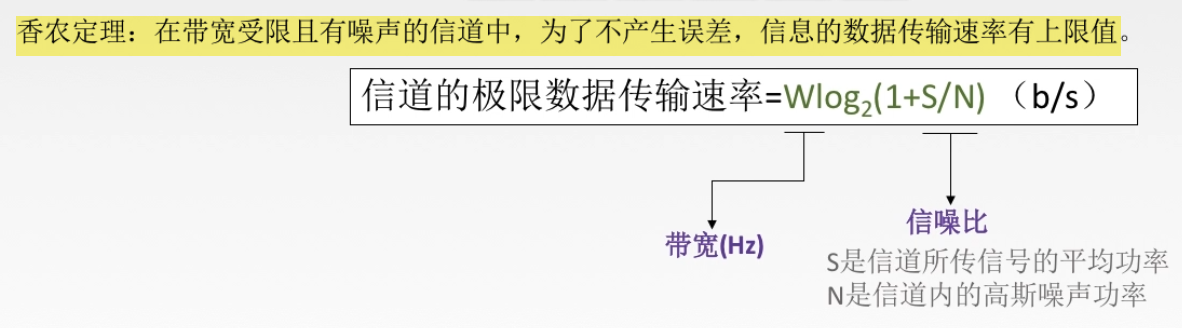 香农定理：在带宽受限且有噪声的信道中，为了不产生误差，信息的数据传输速率有上限值。
信道的极限数据传输速率=Wlog₂(1+S/N) （b/s）
信噪比
带宽(Hz)
S是信道所传信号的平均功率
N是信道内的高斯噪声功率